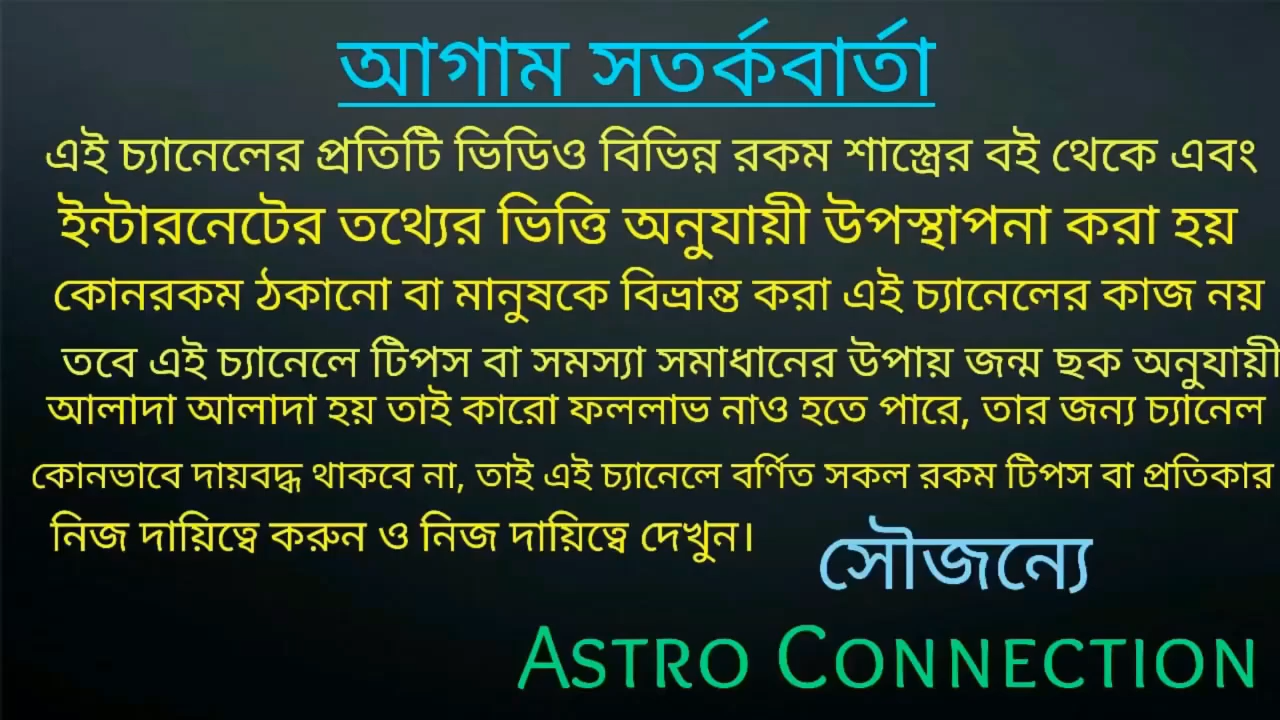 আগাম সতর্কবার্তা
এই চ্যানেলের প্রতিটি ভিডিও বিভিন্ন রকম শাস্ত্রের বই থেকে এবং
ইন্টারনেটের তথ্যের ভিত্তি অনুযায়ী উপস্থাপনা করা হয়
কোনরকম ঠকানো বা মানুষকে বিভ্রান্ত করা এই চ্যানেলের কাজ নয়
তবে এই চ্যানেলে টিপস বা সমস্যা সমাধানের উপায় জন্ম ছক অনুযায়ী
আলাদা আলাদা হয় তাই কারো ফললাভ নাও হতে পারে, তার জন্য চ্যানেল
কোনভাবে দায়বদ্ধ থাকবে না, তাই এই চ্যানেলে বর্ণিত সকল রকম টিপস বা প্রতিকার
নিজ দায়িত্বে করুন ও নিজ দায়িত্বে দেখুন।
সৌজন্যে
ASTRO CONNECTION